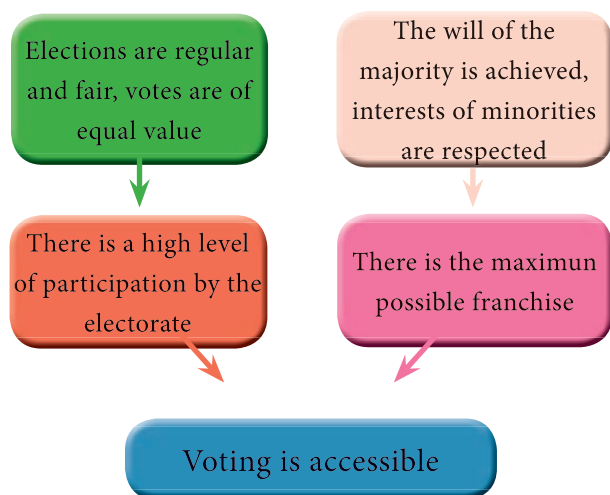 Elections are regular
and fair, votes are of
equal value
The will of the
majority is achieved,
interests of minorities
are respected
There is a high level
of participation by the
electorate
There is the maximun
possible franchise
Voting is accessible